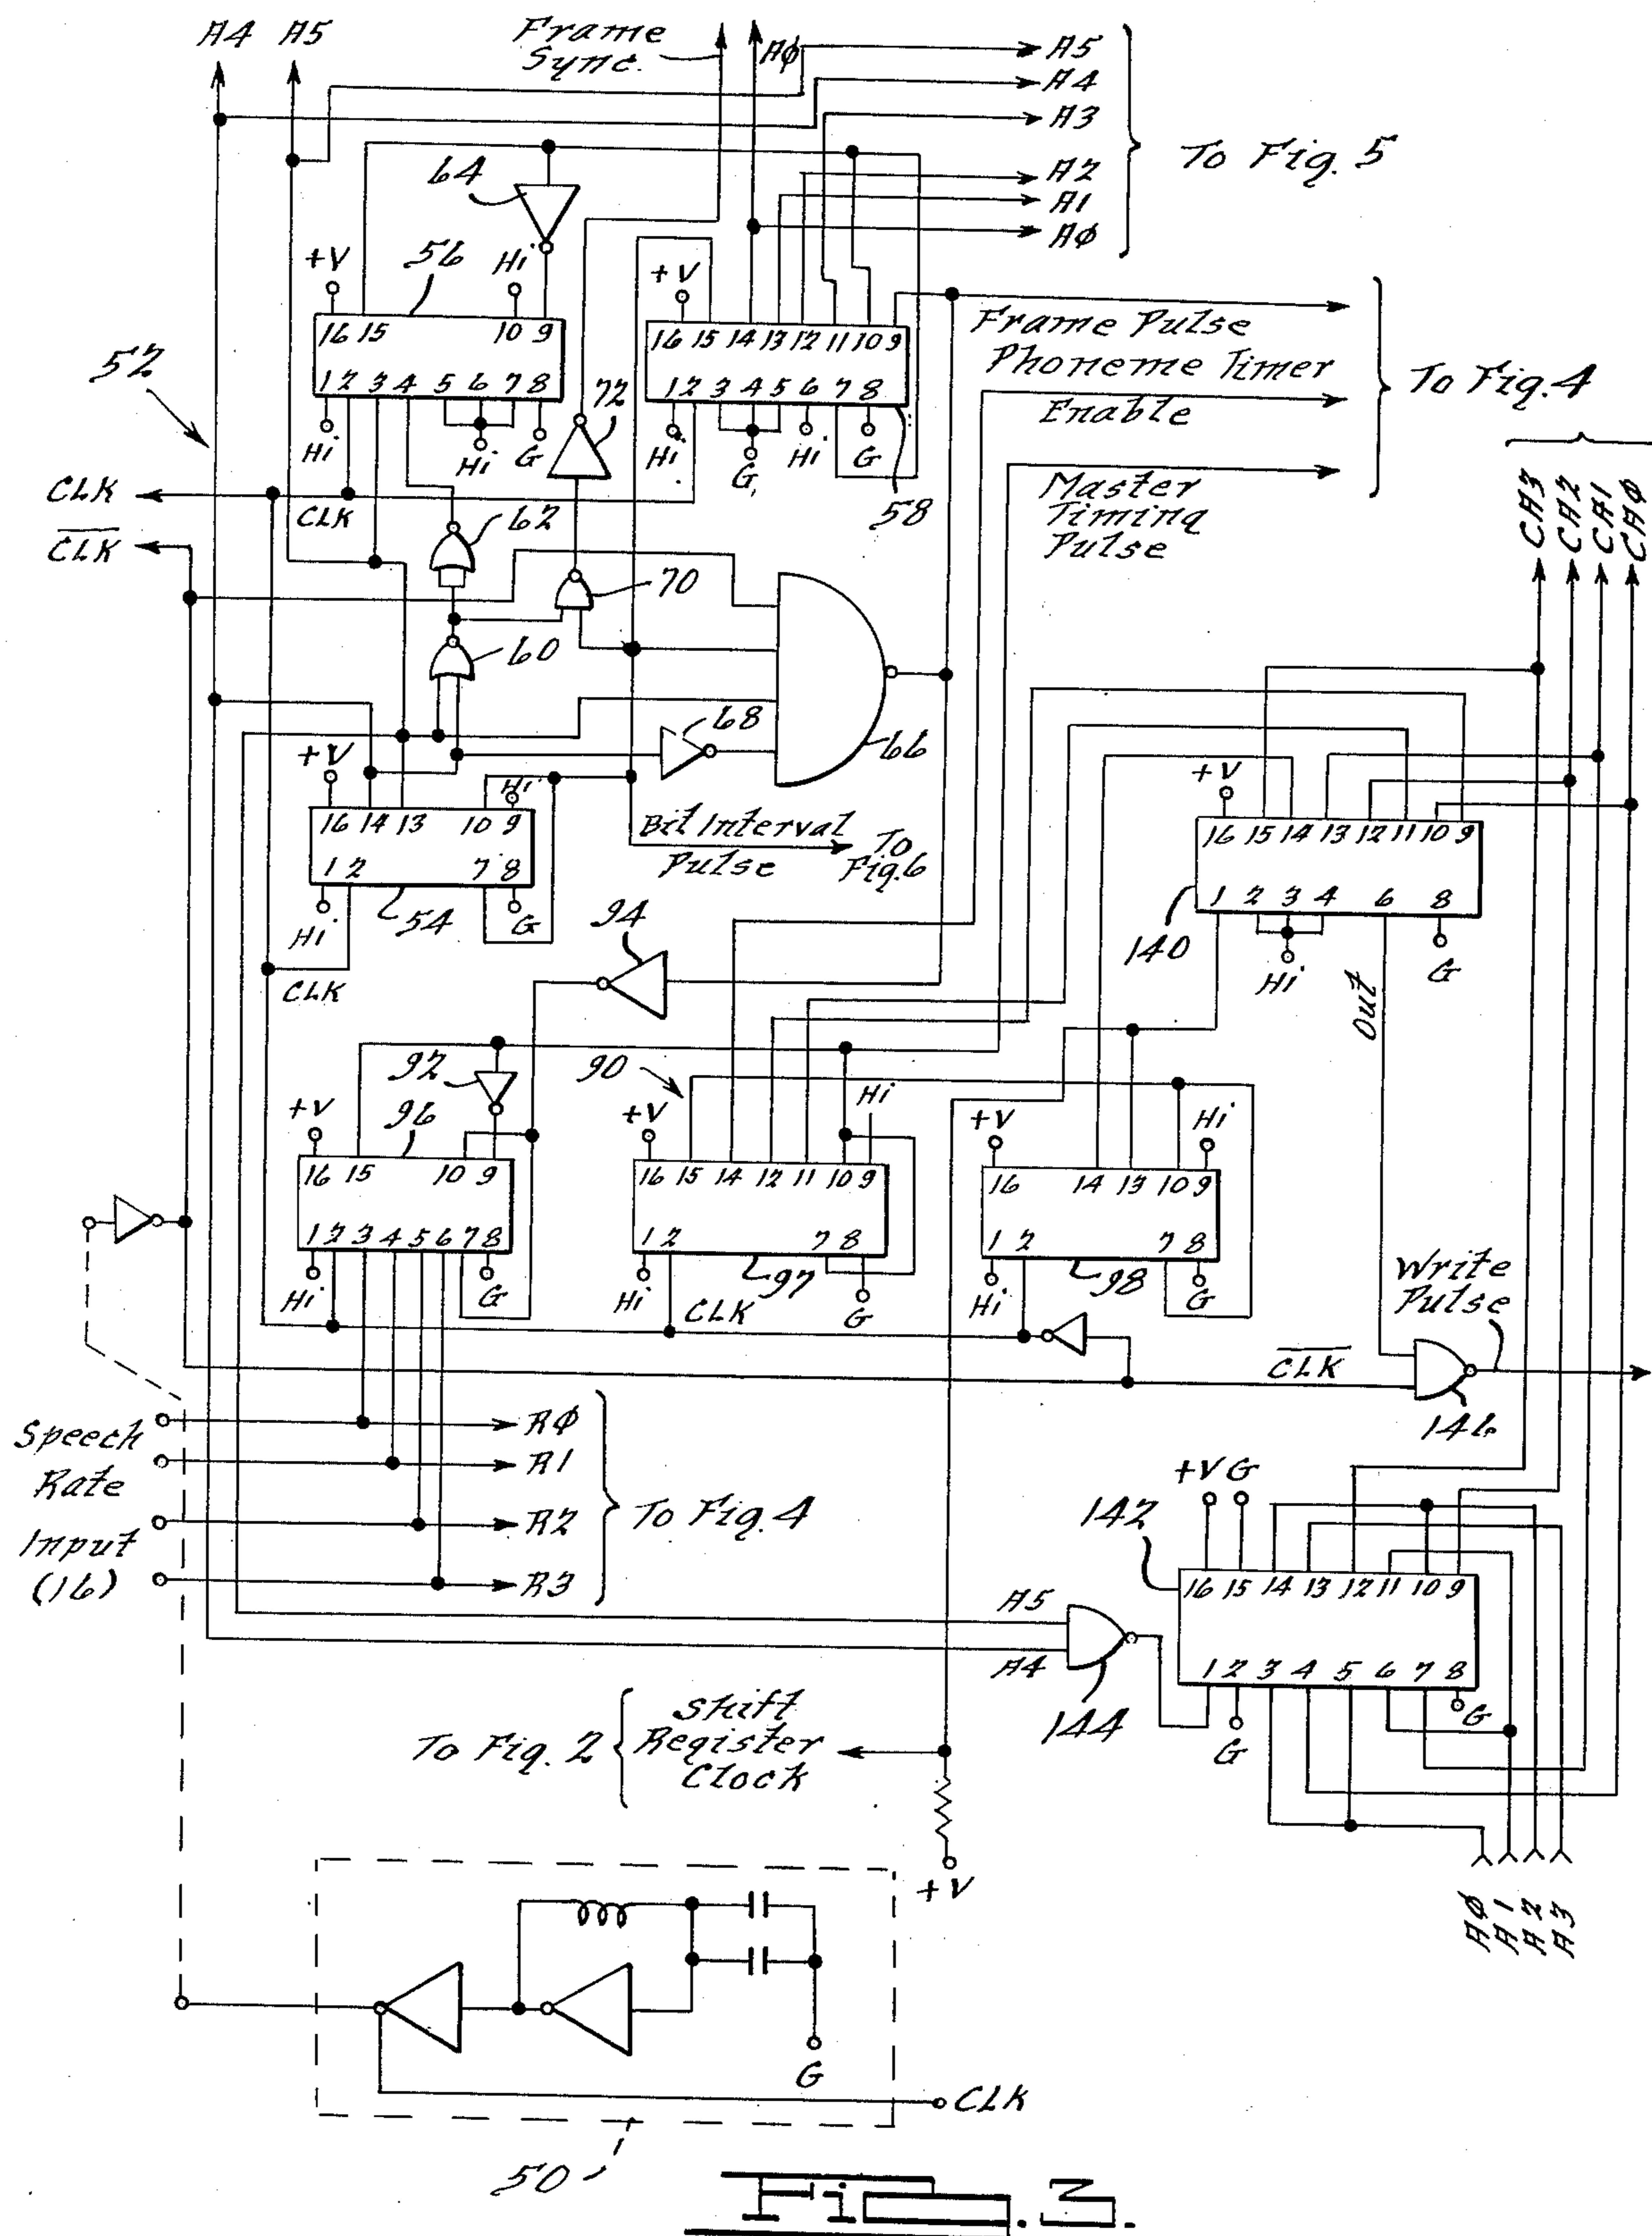 A4 A5 Frame Sync. AØ
A5
A4
A3
A2
A1
AØ
To Fig. 5
64
+V 56 Hi +V
16 15 10 9
16 15 14 13 12 11 10 9
52
1 2 3 4 5 6 7 8
1 2 3 4 5 6 7 8
Hi Hi G 72 Hi G Hi G 58
Frame Pulse
Phoneme Timer
Enable
Master
Timing
Pulse
To Fig. 4
CLK CLK 62
CLK
70
60
68
66
CA3 CA2 CA1 CAØ
+V Hi
16 14 13 10 9
1 2 7 8
Hi 54 G
CLK
Bit Interval
Pulse
To
Fig. 6
94
+V
16 15 14 13 12 11 10 9
1 2 3 4 6 8
140 Hi G
Out
92 90 Hi
+V 96 +V +V Hi
16 15 10 9
16 15 14 12 11 10 9
16 14 13 10 9
1 2 3 4 5 6 7 8
1 2 7 8
1 2 7 8
Hi G Hi CLK 97 G Hi 98 G
Write
Pulse
CLK
146
Speech
Rate
Input
(16)
RØ
R1
R2
R3
To Fig. 4
+V G
142
16 15 14 13 12 11 10 9
1 2 3 4 5 6 7 8
G G
A5
A4
144
To Fig. 2
Shift
Register
Clock
+V
AØ A1 A2 A3
G
CLK
50
Fig. 3.